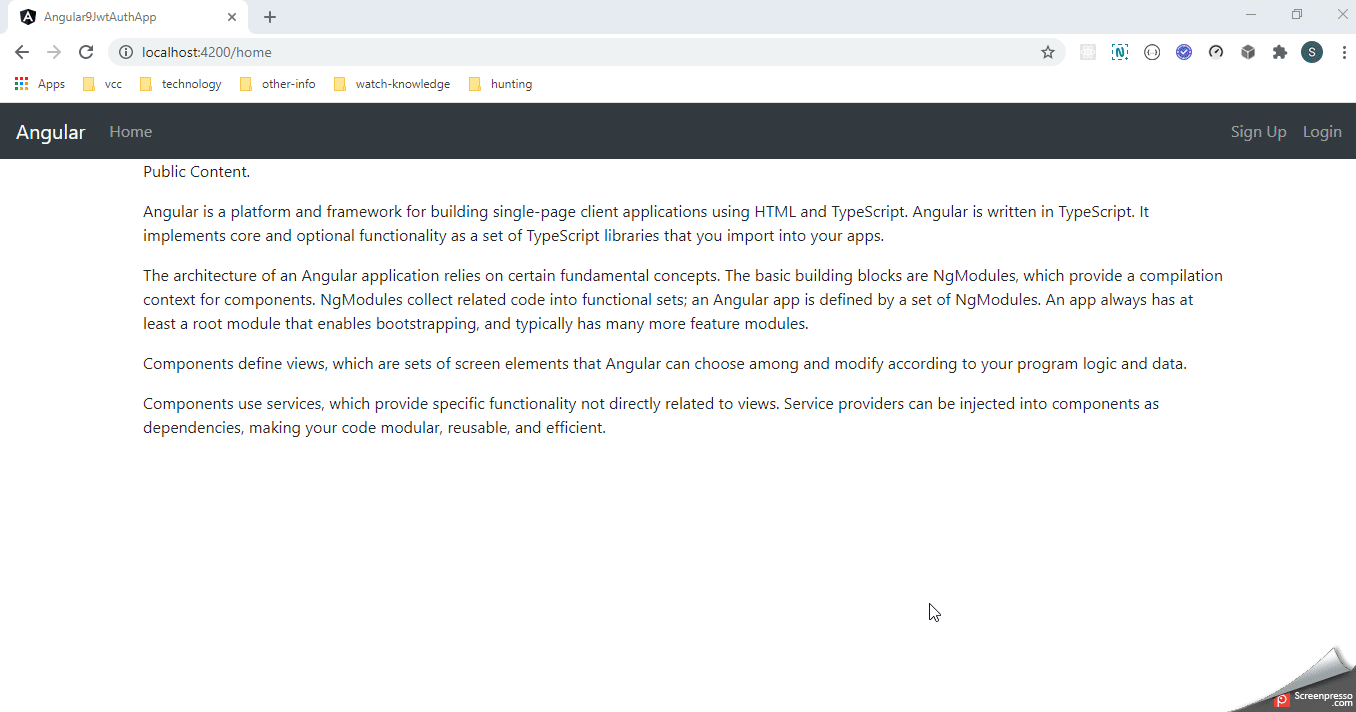 Angular9JwtAuthApp
localhost:4200/home
S
Apps vcc technology other-info watch-knowledge hunting
Angular Home Sign Up Login
Public Content.
Angular is a platform and framework for building single-page client applications using HTML and TypeScript. Angular is written in TypeScript. It
implements core and optional functionality as a set of TypeScript libraries that you import into your apps.
The architecture of an Angular application relies on certain fundamental concepts. The basic building blocks are NgModules, which provide a compilation
context for components. NgModules collect related code into functional sets; an Angular app is defined by a set of NgModules. An app always has at
least a root module that enables bootstrapping, and typically has many more feature modules.
Components define views, which are sets of screen elements that Angular can choose among and modify according to your program logic and data.
Components use services, which provide specific functionality not directly related to views. Service providers can be injected into components as
dependencies, making your code modular, reusable, and efficient.
Screenpresso
.com